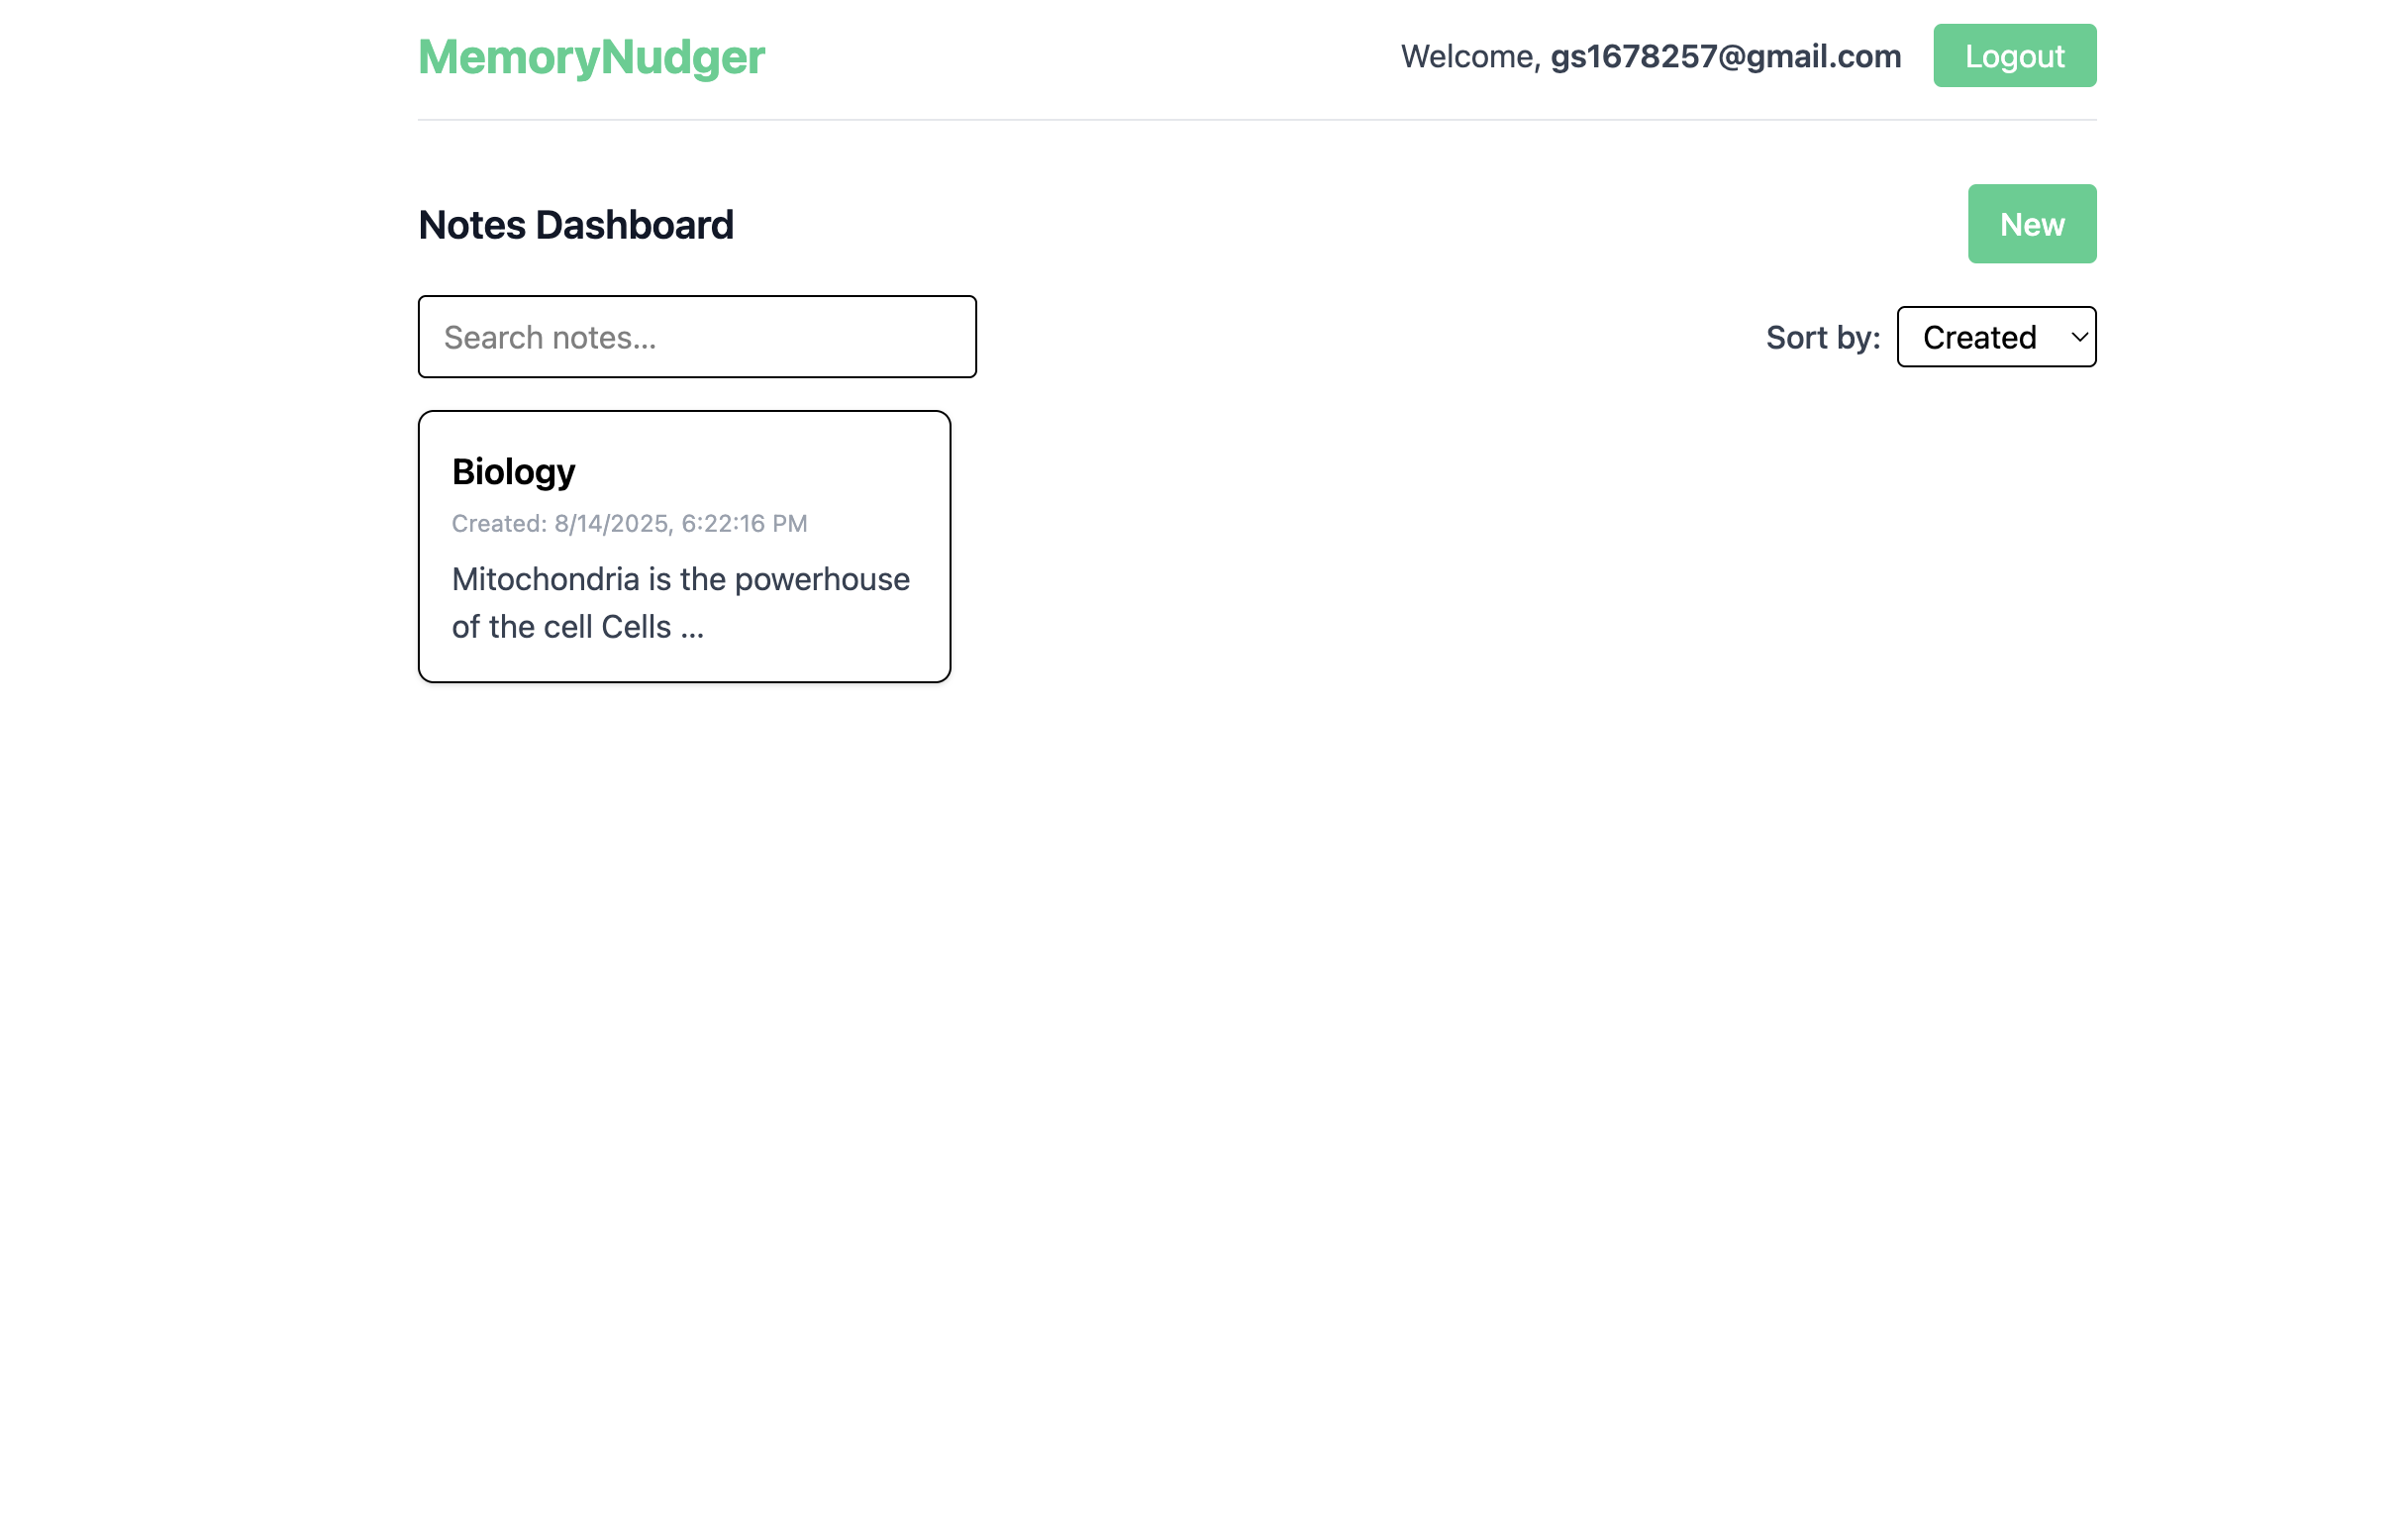 MemoryNudger
Welcome, gs1678257@gmail.com
Logout
Notes Dashboard
New
Search notes...
Sort by:
Created
Biology
Created: 8/14/2025, 6:22:16 PM
Mitochondria is the powerhouse
of the cell Cells ...